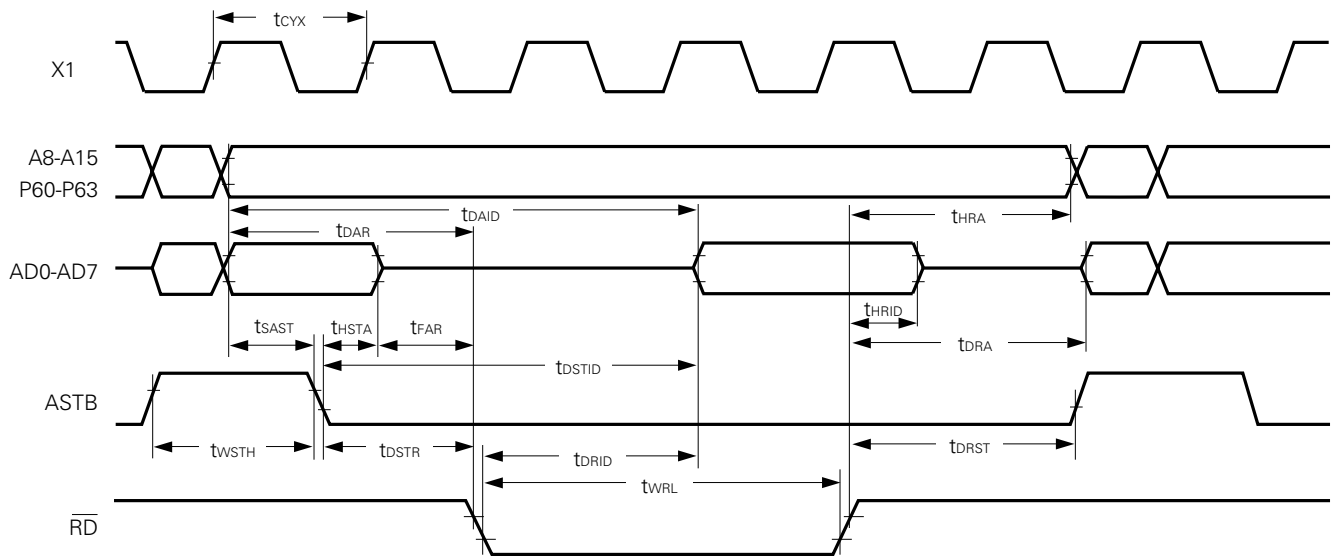 tCYX
X1
A8-A15
P60-P63
tDAID
tHRA
tDAR
AD0-AD7
tHRID
tSAST tHSTA tFAR
tDRA
tDSTID
ASTB
tWSTH tDSTR tDRST
tDRID
tWRL
RD